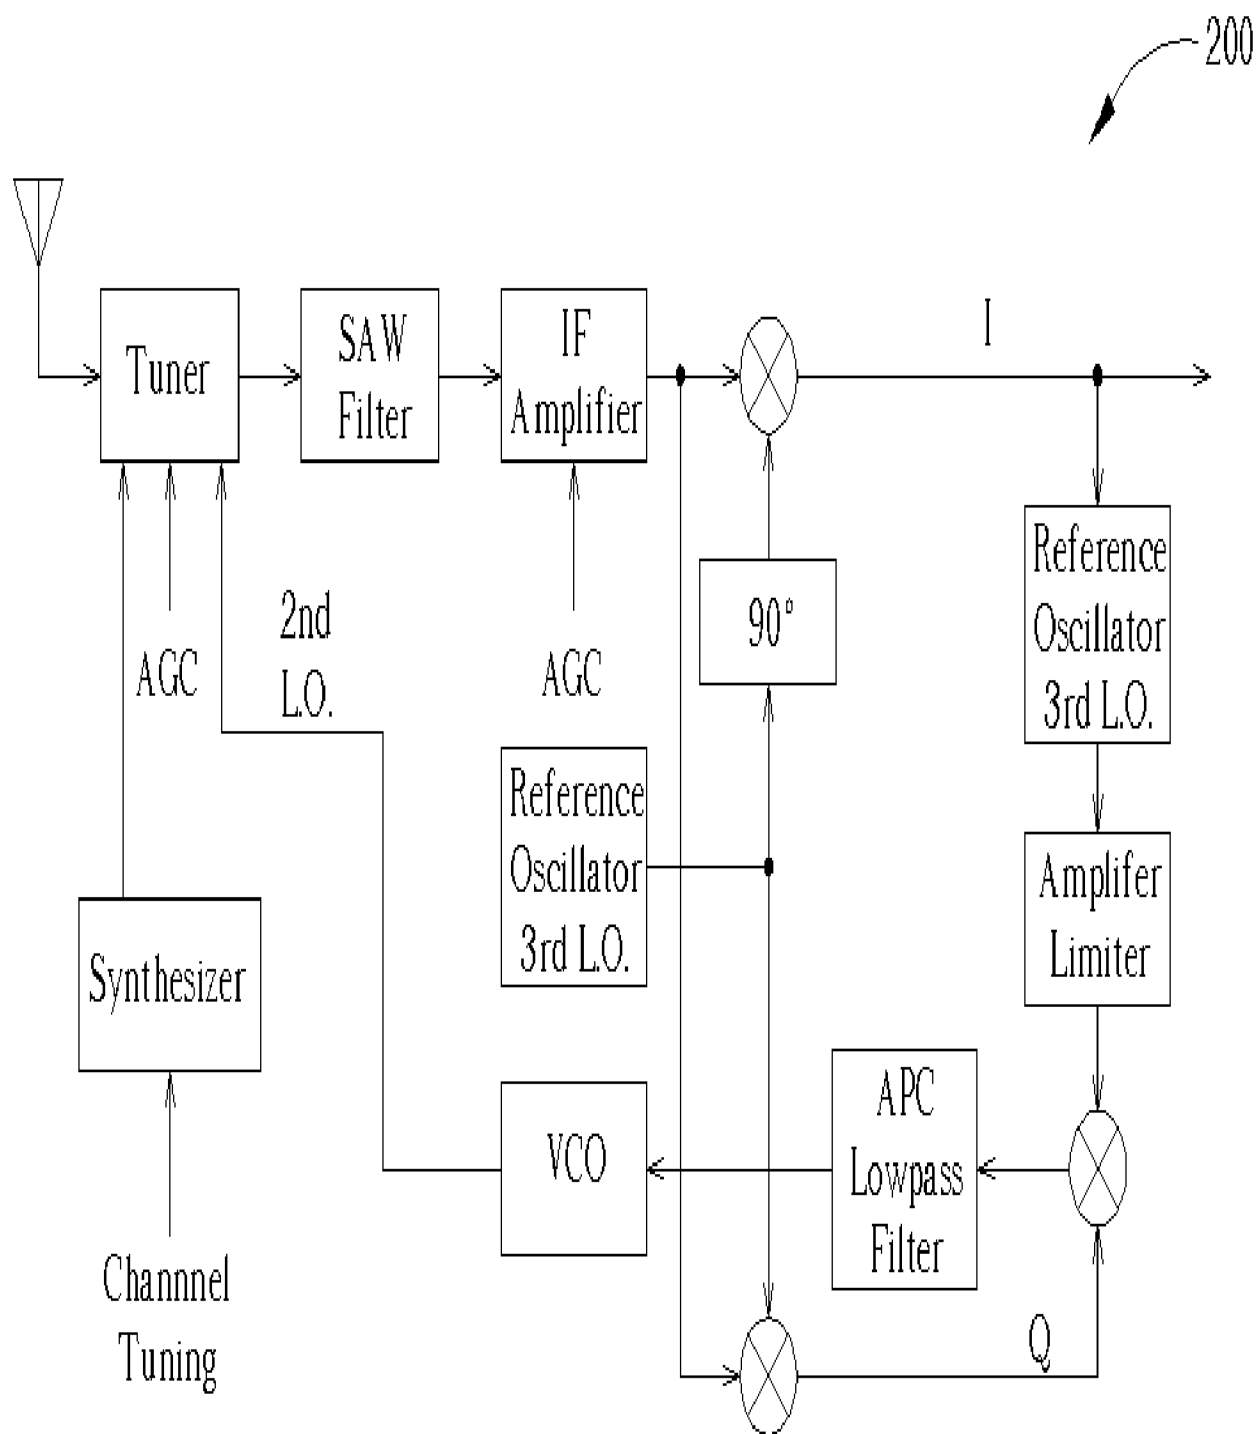 200
I
Tuner
SAW
Filter
IF
Amplifier
Reference
Oscillator
3rd L.O.
90°
2nd
L.O.
AGC
AGC
Reference
Oscillator
3rd L.O.
Amplifer
Limiter
Synthesizer
VCO
APC
Lowpass
Filter
Channnel
Tuning
Q